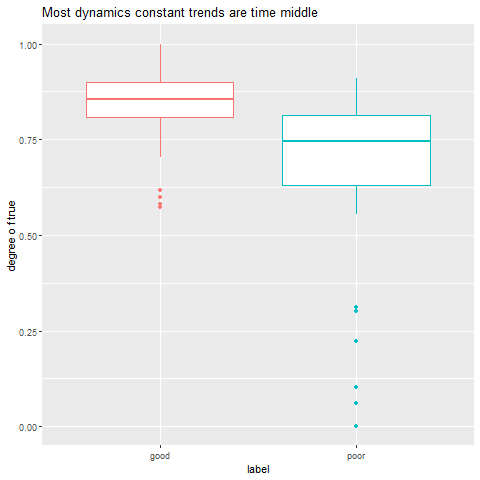 Most dynamics constant trends are time middle
1.00
0.75
0.50
0.25
0.00
degree o ftrue
good
poor
label